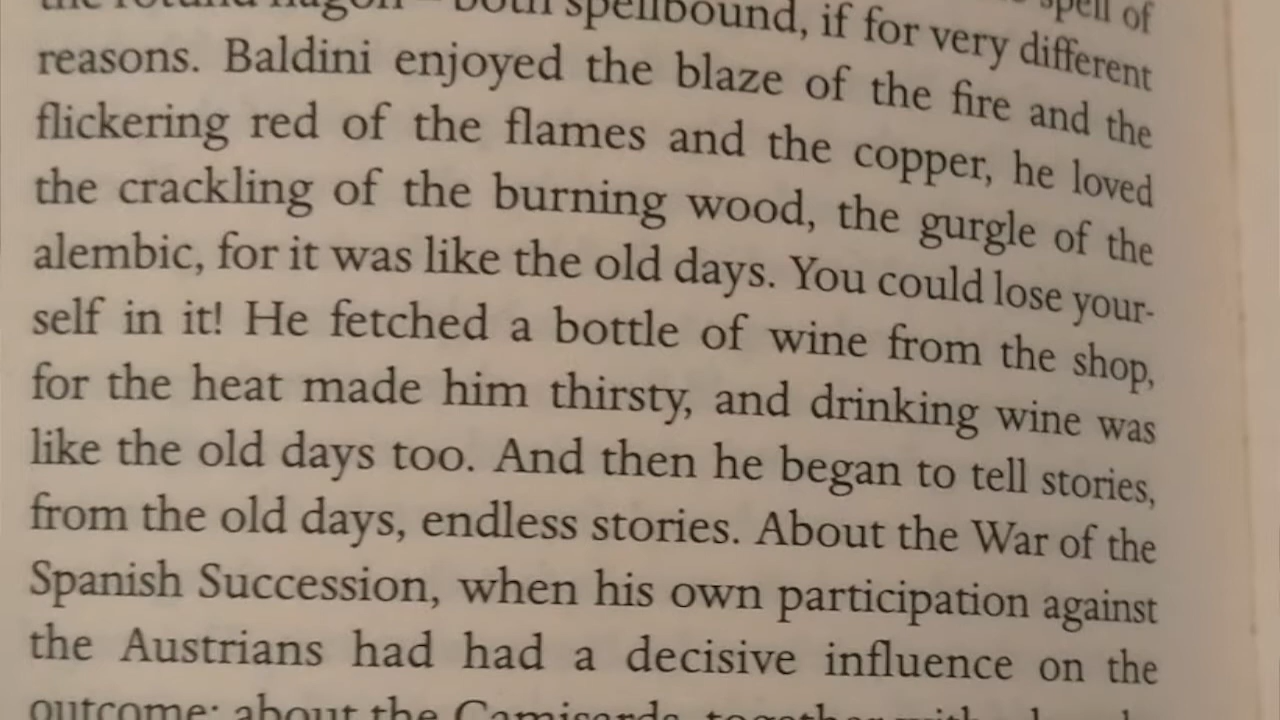 spell of
the rotund flagon – both spellbound, if for very different
reasons. Baldini enjoyed the blaze of the fire and the
flickering red of the flames and the copper, he loved
the crackling of the burning wood, the gurgle of the
alembic, for it was like the old days. You could lose your-
self in it! He fetched a bottle of wine from the shop,
for the heat made him thirsty, and drinking wine was
like the old days too. And then he began to tell stories,
from the old days, endless stories. About the War of the
Spanish Succession, when his own participation against
the Austrians had had a decisive influence on the
outcome; about the Camisards, together with